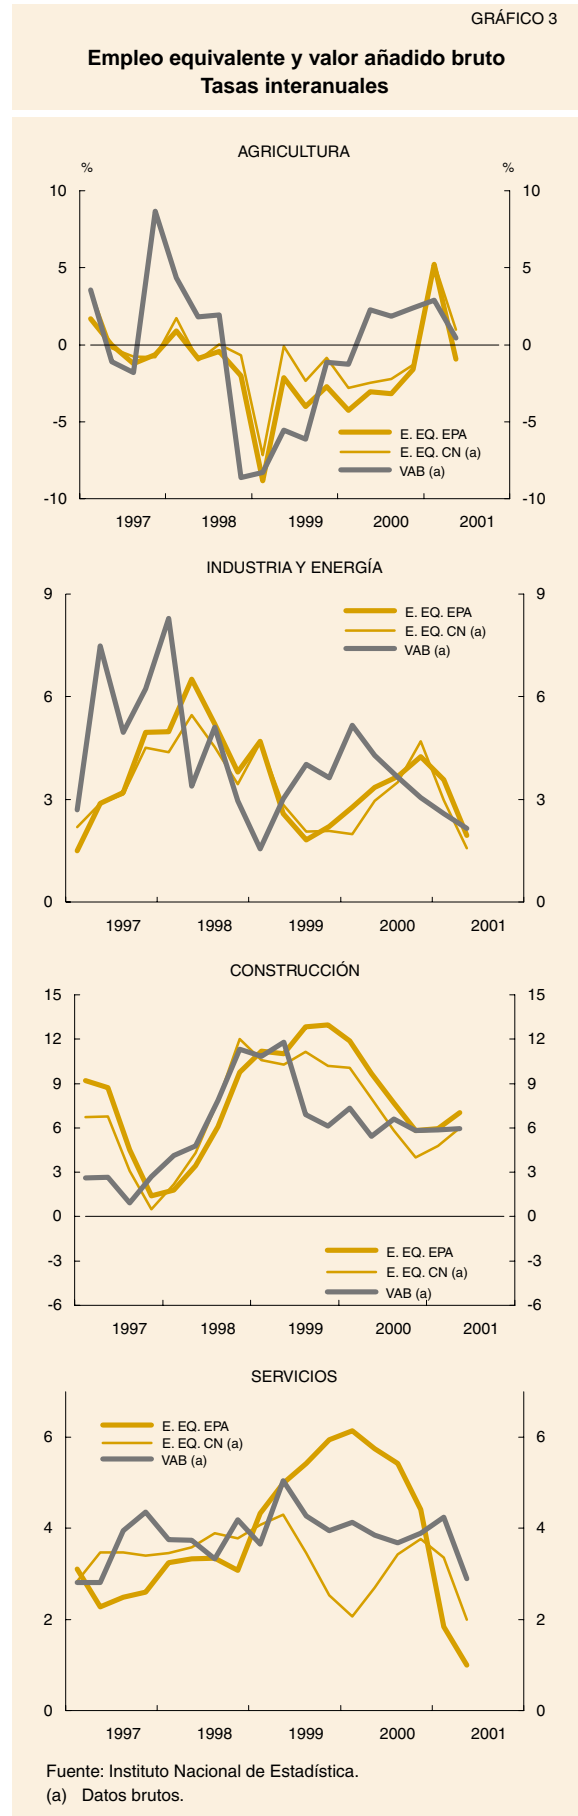 GRÁFICO 3
Empleo equivalente y valor añadido bruto
Tasas interanuales
AGRICULTURA
% %
10 10
5 5
0 0
-5 -5
E. EQ. EPA
E. EQ. CN (a)
VAB (a)
-10 -10
1997 1998 1999 2000 2001
INDUSTRIA Y ENERGÍA
9 9
E. EQ. EPA
E. EQ. CN (a)
VAB (a)
6 6
3 3
0 0
1997 1998 1999 2000 2001
CONSTRUCCIÓN
15 15
12 12
9 9
6 6
3 3
0 0
-3 -3
E. EQ. EPA
E. EQ. CN (a)
VAB (a)
-6 -6
1997 1998 1999 2000 2001
SERVICIOS
E. EQ. EPA
6 6
E. EQ. CN (a)
VAB (a)
4 4
2 2
0 0
1997 1998 1999 2000 2001
Fuente: Instituto Nacional de Estadística.
(a) Datos brutos.